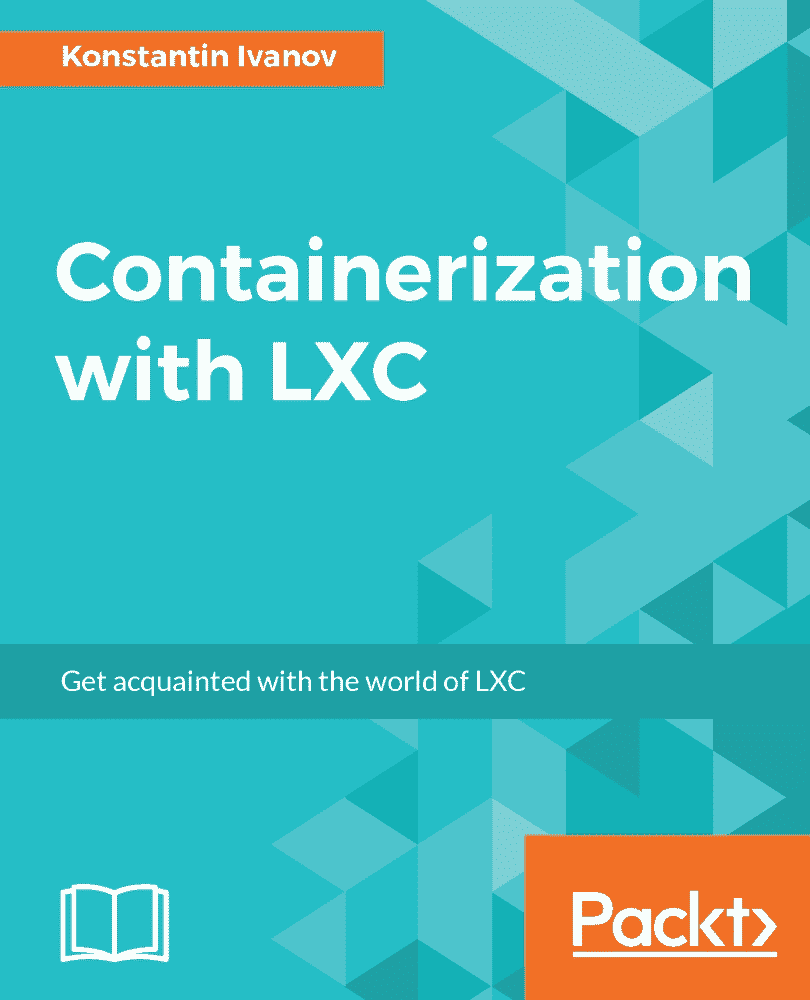 Konstantin Ivanov
Containerization
with LXC
Get acquainted with the world of LXC
Packt>